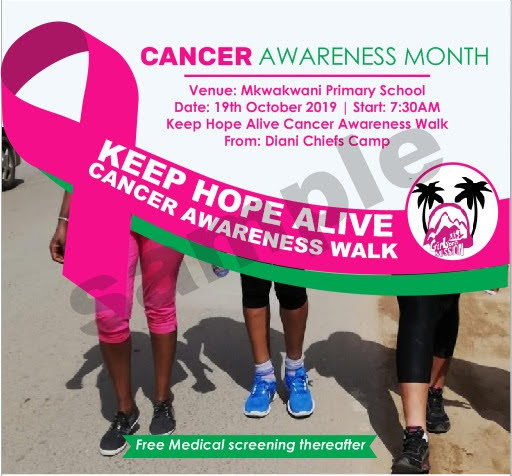 CANCER AWARENESS MONTH
Venue: Mkwakwani Primary School
Date: 19th October 2019 | Start: 7:30AM
Keep Hope Alive Cancer Awareness Walk
From: Diani Chiefs Camp
KEEP HOPE ALIVE
CANCER AWARENESS WALK
sample
Free Medical screening thereafter